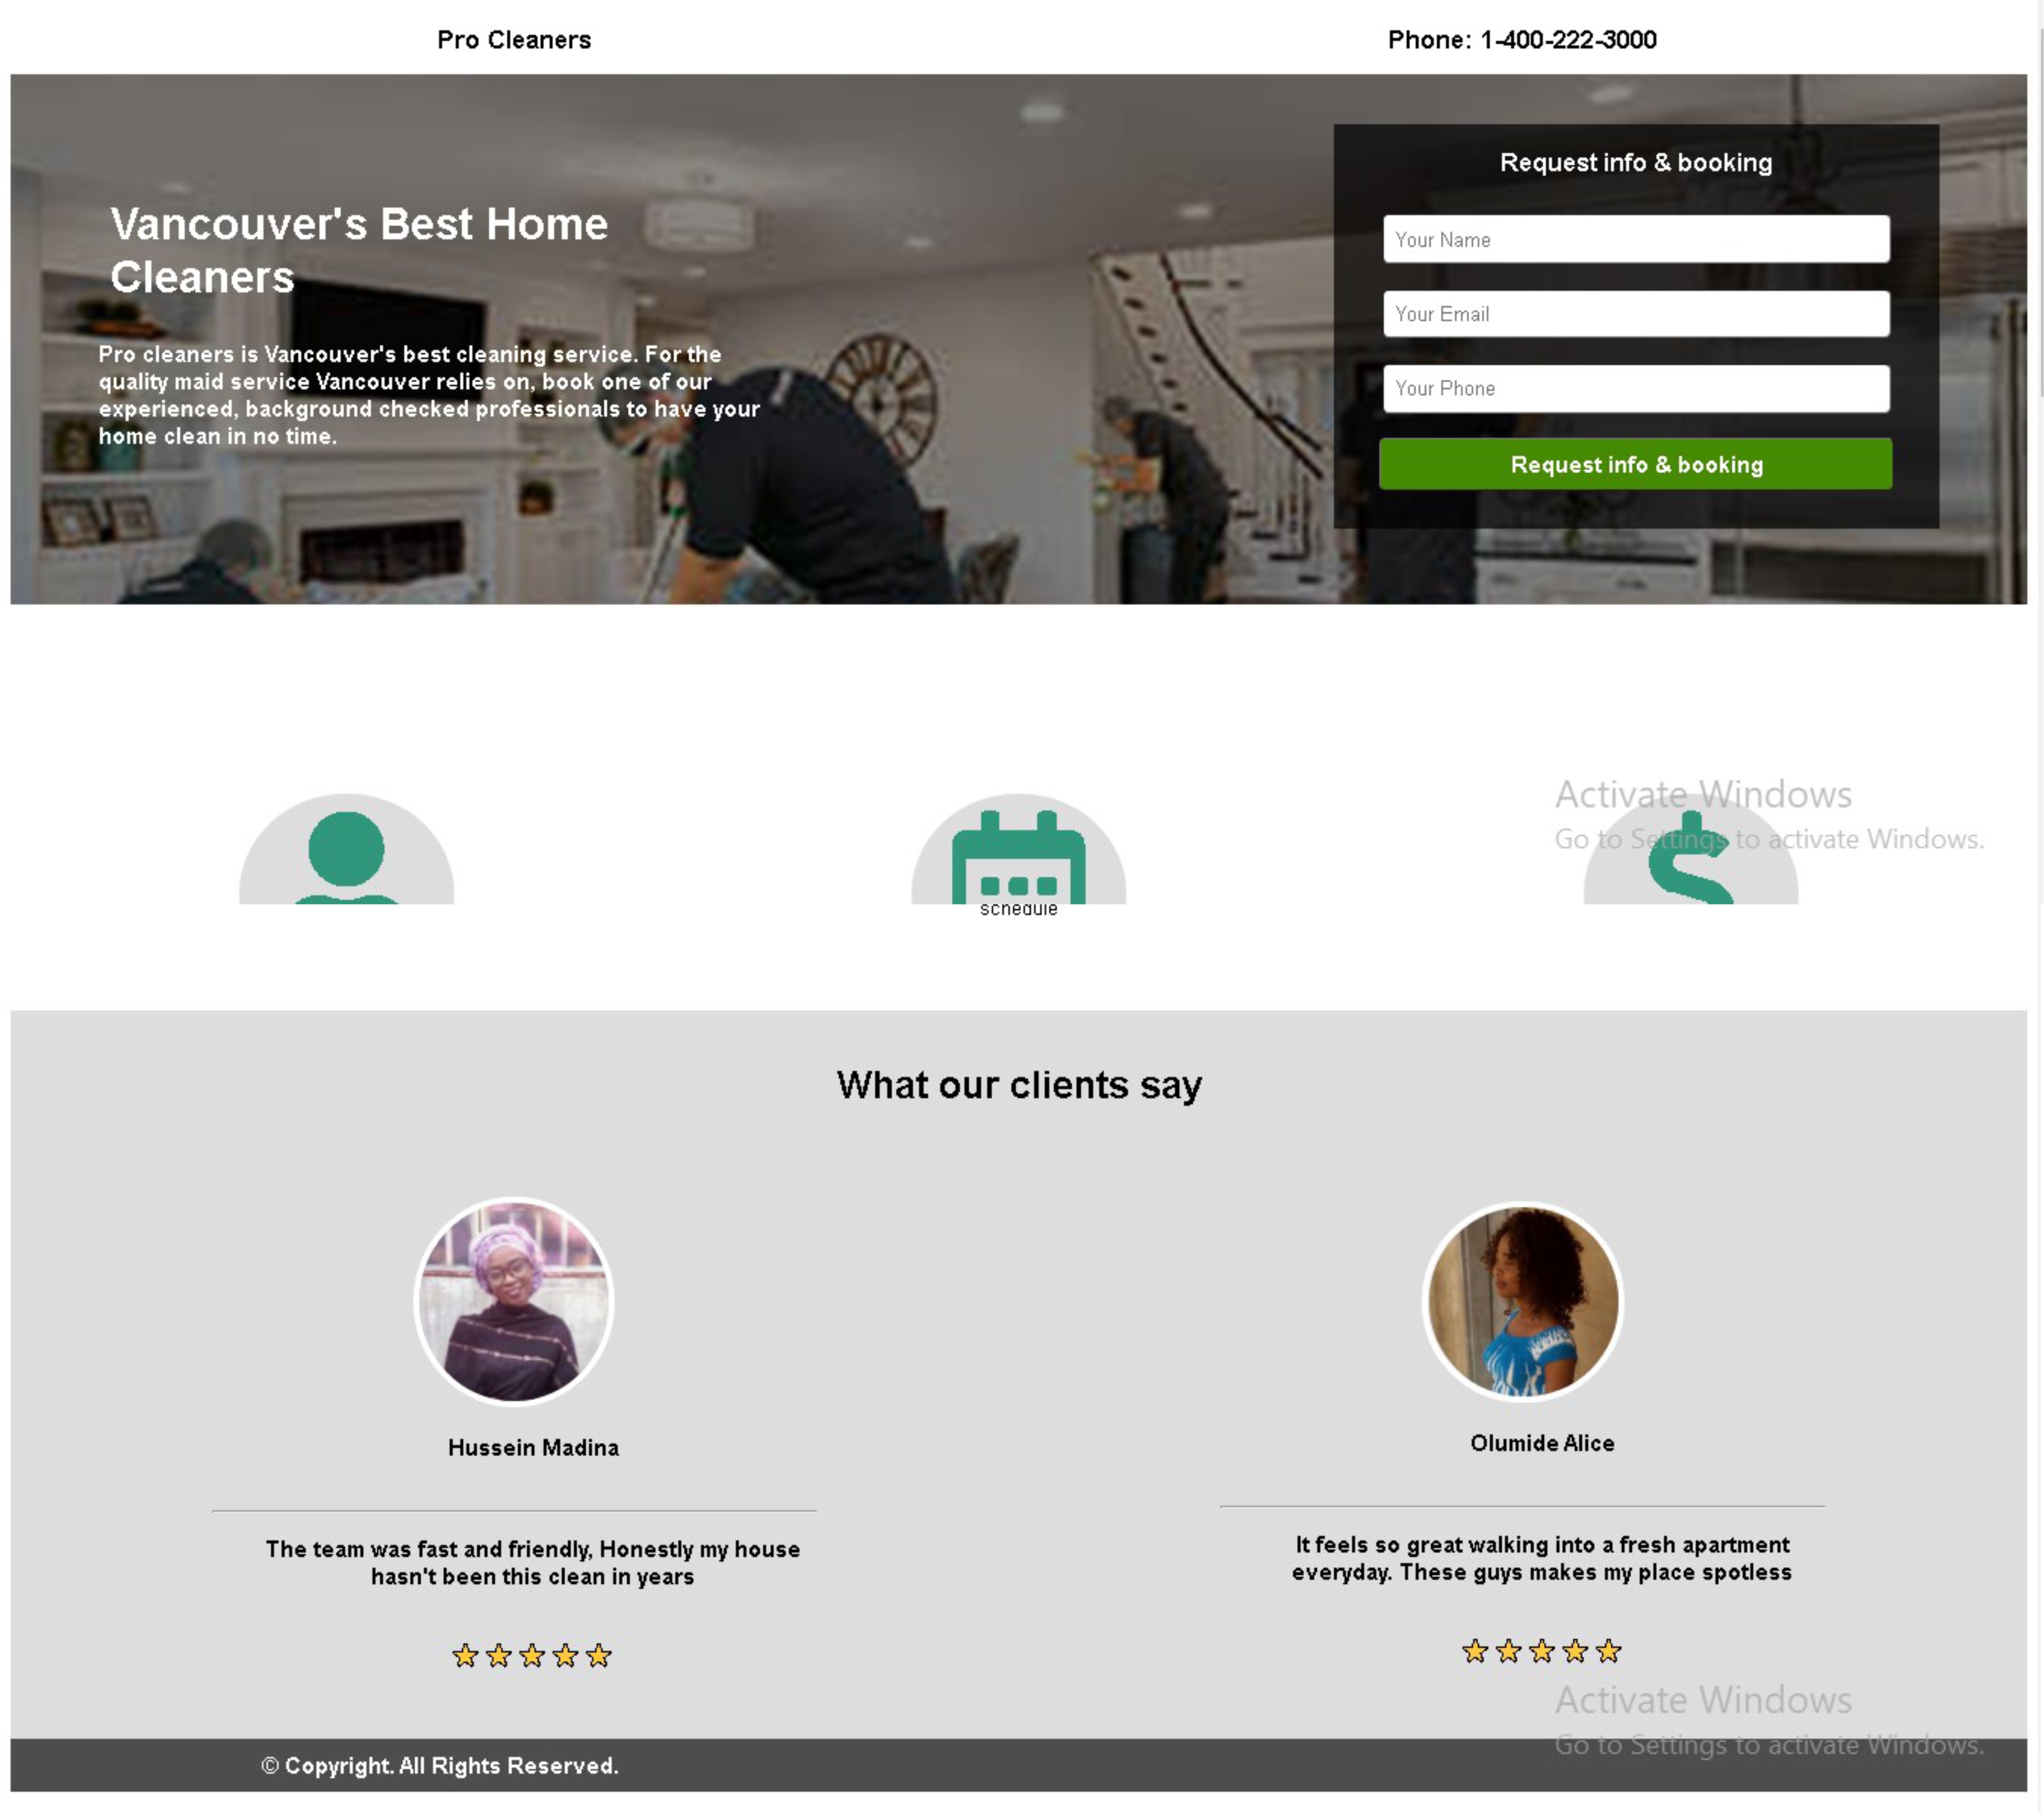 Pro Cleaners
Phone: 1-400-222-3000
Vancouver's Best Home
Cleaners
Pro cleaners is Vancouver's best cleaning service. For the
quality maid service Vancouver relies on, book one of our
experienced, background checked professionals to have your
home clean in no time.
Request info & booking
Your Name
Your Email
Your Phone
Request info & booking
Activate Windows
Go to Settings to activate Windows.
schedule
What our clients say
Hussein Madina
The team was fast and friendly, Honestly my house
hasn't been this clean in years
Olumide Alice
It feels so great walking into a fresh apartment
everyday. These guys makes my place spotless
Activate Windows
Go to Settings to activate Windows.
© Copyright. All Rights Reserved.